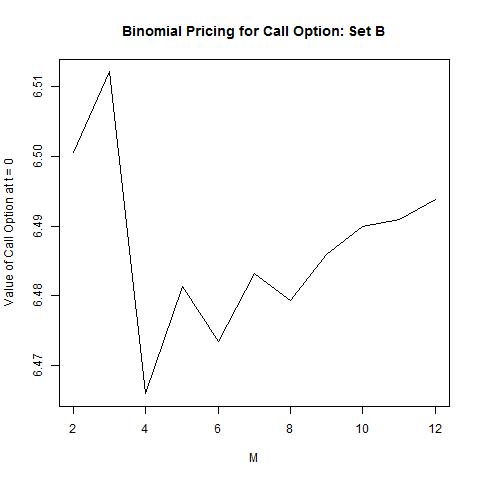 Binomial Pricing for Call Option: Set B
Value of Call Option at t = 0
6.51
6.50
6.49
6.48
6.47
2 4 6 8 10 12
M